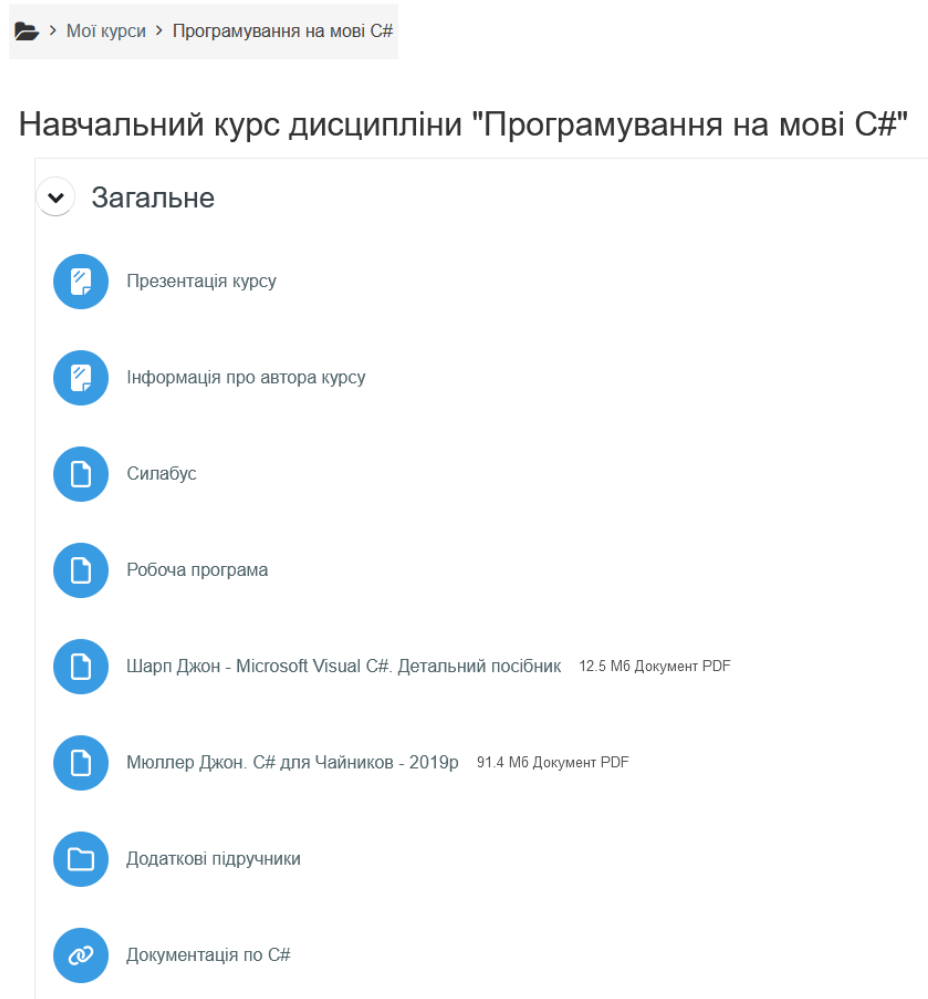 > Мої курси > Програмування на мові C#
Навчальний курс дисципліни "Програмування на мові C#"
Загальне
Презентація курсу
Інформація про автора курсу
Силабус
Робоча програма
Шарп Джон - Microsoft Visual C#. Детальний посібник 12.5 Мб Документ PDF
Мюллер Джон. C# для Чайников - 2019р 91.4 Мб Документ PDF
Додаткові підручники
Документація по C#